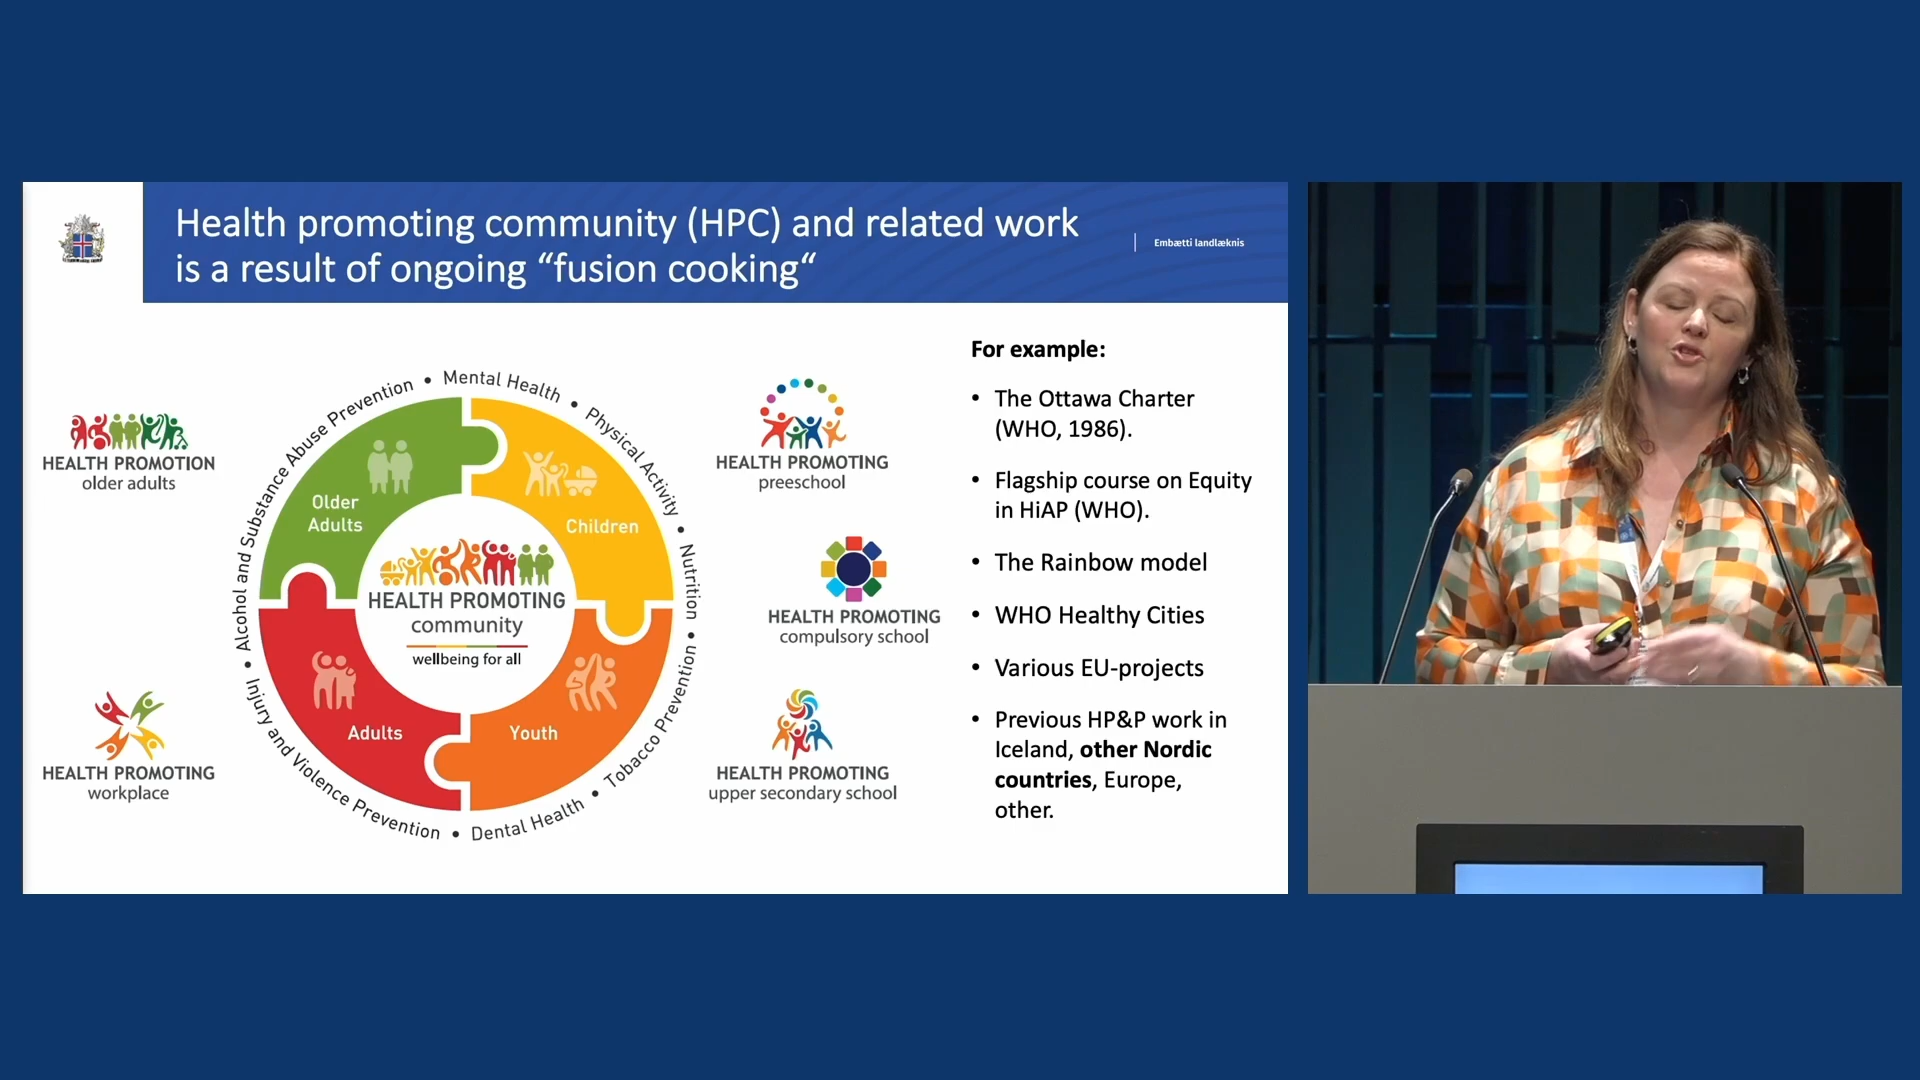 Health promoting community (HPC) and related work
is a result of ongoing “fusion cooking“
Embætti landlæknis
HEALTH PROMOTION
older adults
HEALTH PROMOTING
workplace
Alcohol and Substance Abuse Prevention • Mental Health • Physical Activity • Nutrition • Tobacco Prevention • Dental Health • Injury and Violence Prevention •
Older
Adults
Children
Adults
Youth
HEALTH PROMOTING
community
wellbeing for all
HEALTH PROMOTING
preeschool
HEALTH PROMOTING
compulsory school
HEALTH PROMOTING
upper secondary school
For example:
• The Ottawa Charter
(WHO, 1986).
• Flagship course on Equity
in HiAP (WHO).
• The Rainbow model
• WHO Healthy Cities
• Various EU-projects
• Previous HP&P work in
Iceland, other Nordic
countries, Europe,
other.